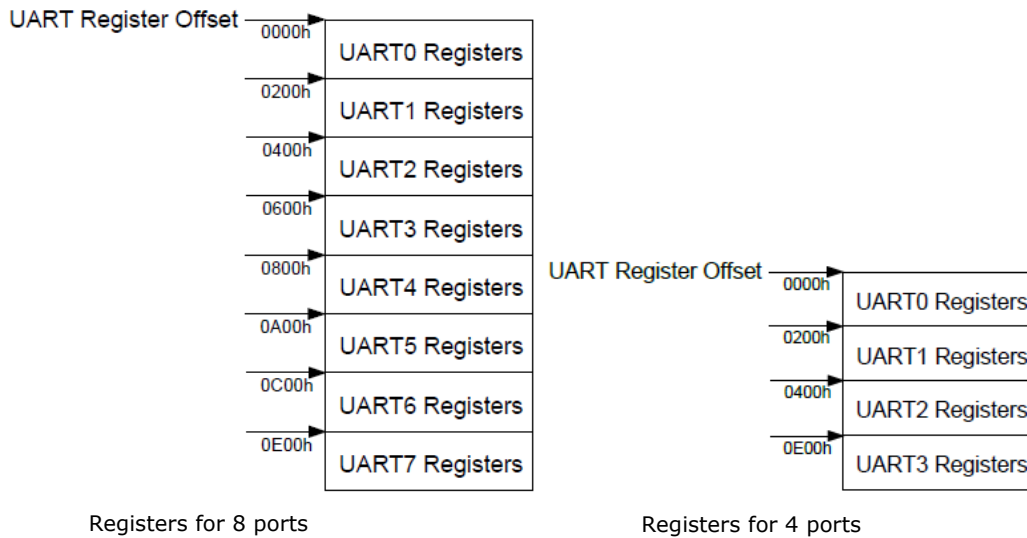 UART Register Offset
0000h
UART0 Registers
0200h
UART1 Registers
0400h
UART2 Registers
0600h
UART3 Registers
0800h
UART4 Registers
0A00h
UART5 Registers
0C00h
UART6 Registers
0E00h
UART7 Registers
Registers for 8 ports
UART Register Offset
0000h
UART0 Registers
0200h
UART1 Registers
0400h
UART2 Registers
0E00h
UART3 Registers
Registers for 4 ports